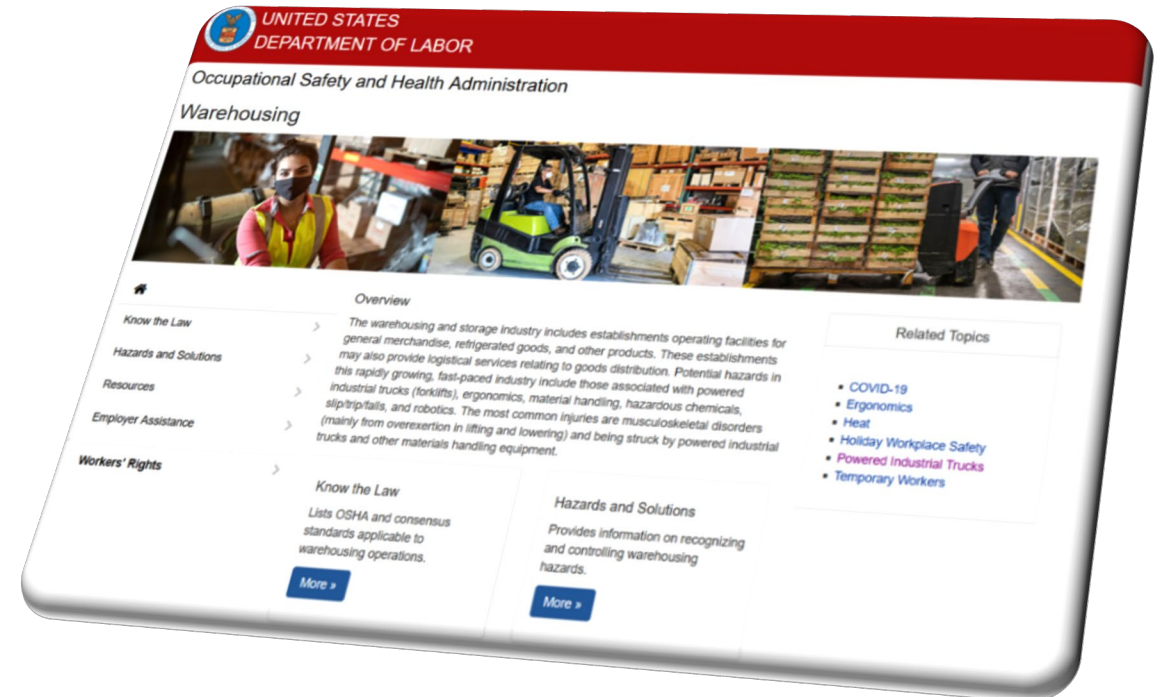 UNITED STATES
DEPARTMENT OF LABOR
Occupational Safety and Health Administration
Warehousing
Know the Law
Hazards and Solutions
Resources
Employer Assistance
Workers' Rights
Overview
The warehousing and storage industry includes establishments operating facilities for
general merchandise, refrigerated goods, and other products. These establishments
may also provide logistical services relating to goods distribution. Potential hazards in
this rapidly growing, fast-paced industry include those associated with powered
industrial trucks (forklifts), ergonomics, material handling, hazardous chemicals,
slip/trip/falls, and robotics. The most common injuries are musculoskeletal disorders
(mainly from overexertion in lifting and lowering) and being struck by powered industrial
trucks and other materials handling equipment.
Know the Law
Lists OSHA and consensus
standards applicable to
warehousing operations.
More »
Hazards and Solutions
Provides information on recognizing
and controlling warehousing
hazards.
More »
Related Topics
COVID-19
Ergonomics
Heat
Holiday Workplace Safety
Powered Industrial Trucks
Temporary Workers